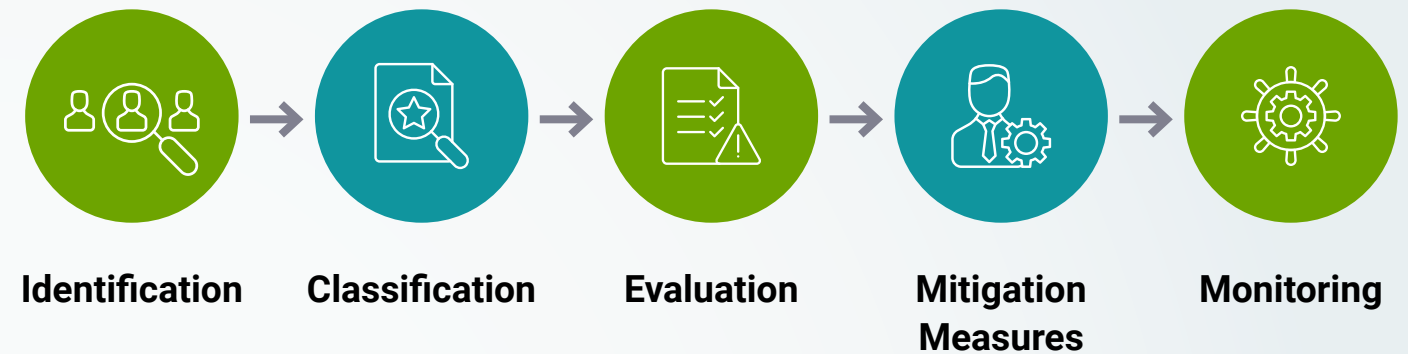 Identification
Classification
Evaluation
Mitigation
Measures
Monitoring